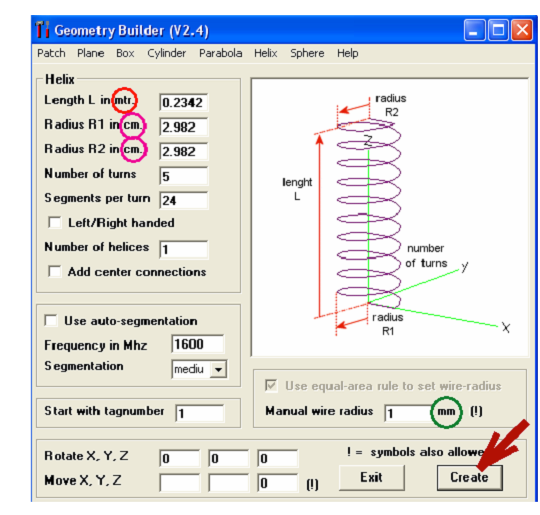 Geometry Builder (V2.4)
Patch Plane Box Cylinder Parabola Helix Sphere Help
Helix
Length L in mtr. 0.2342
Radius R1 in cm. 2.982
Radius R2 in cm. 2.982
Number of turns 5
Segments per turn 24
Left/Right handed
Number of helices 1
Add center connections
radius
R2
Z
lenght
L
number
of turns
Y
X
radius
R1
Use auto-segmentation
Frequency in Mhz 1600
Segmentation mediu
Use equal-area rule to set wire-radius
Start with tagnumber 1
Manual wire radius 1 mm (!)
Rotate X, Y, Z 0 0 0
! = symbols also allowe
Move X, Y, Z 0 (!)
Exit Create